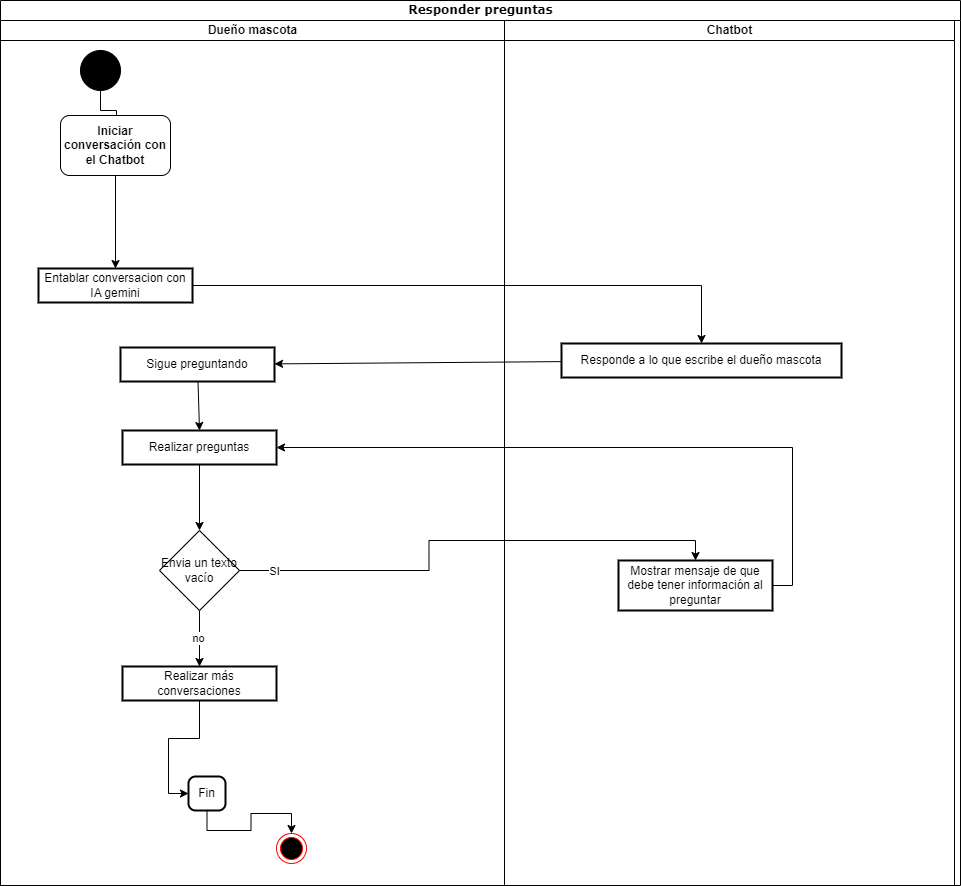 Responder preguntas
Dueño mascota
Chatbot
Iniciar
conversación con
el Chatbot
Entablar conversacion con
IA gemini
Sigue preguntando
Responde a lo que escribe el dueño mascota
Realizar preguntas
Envia un texto
vacío
SI
Mostrar mensaje de que
debe tener información al
preguntar
no
Realizar más
conversaciones
Fin